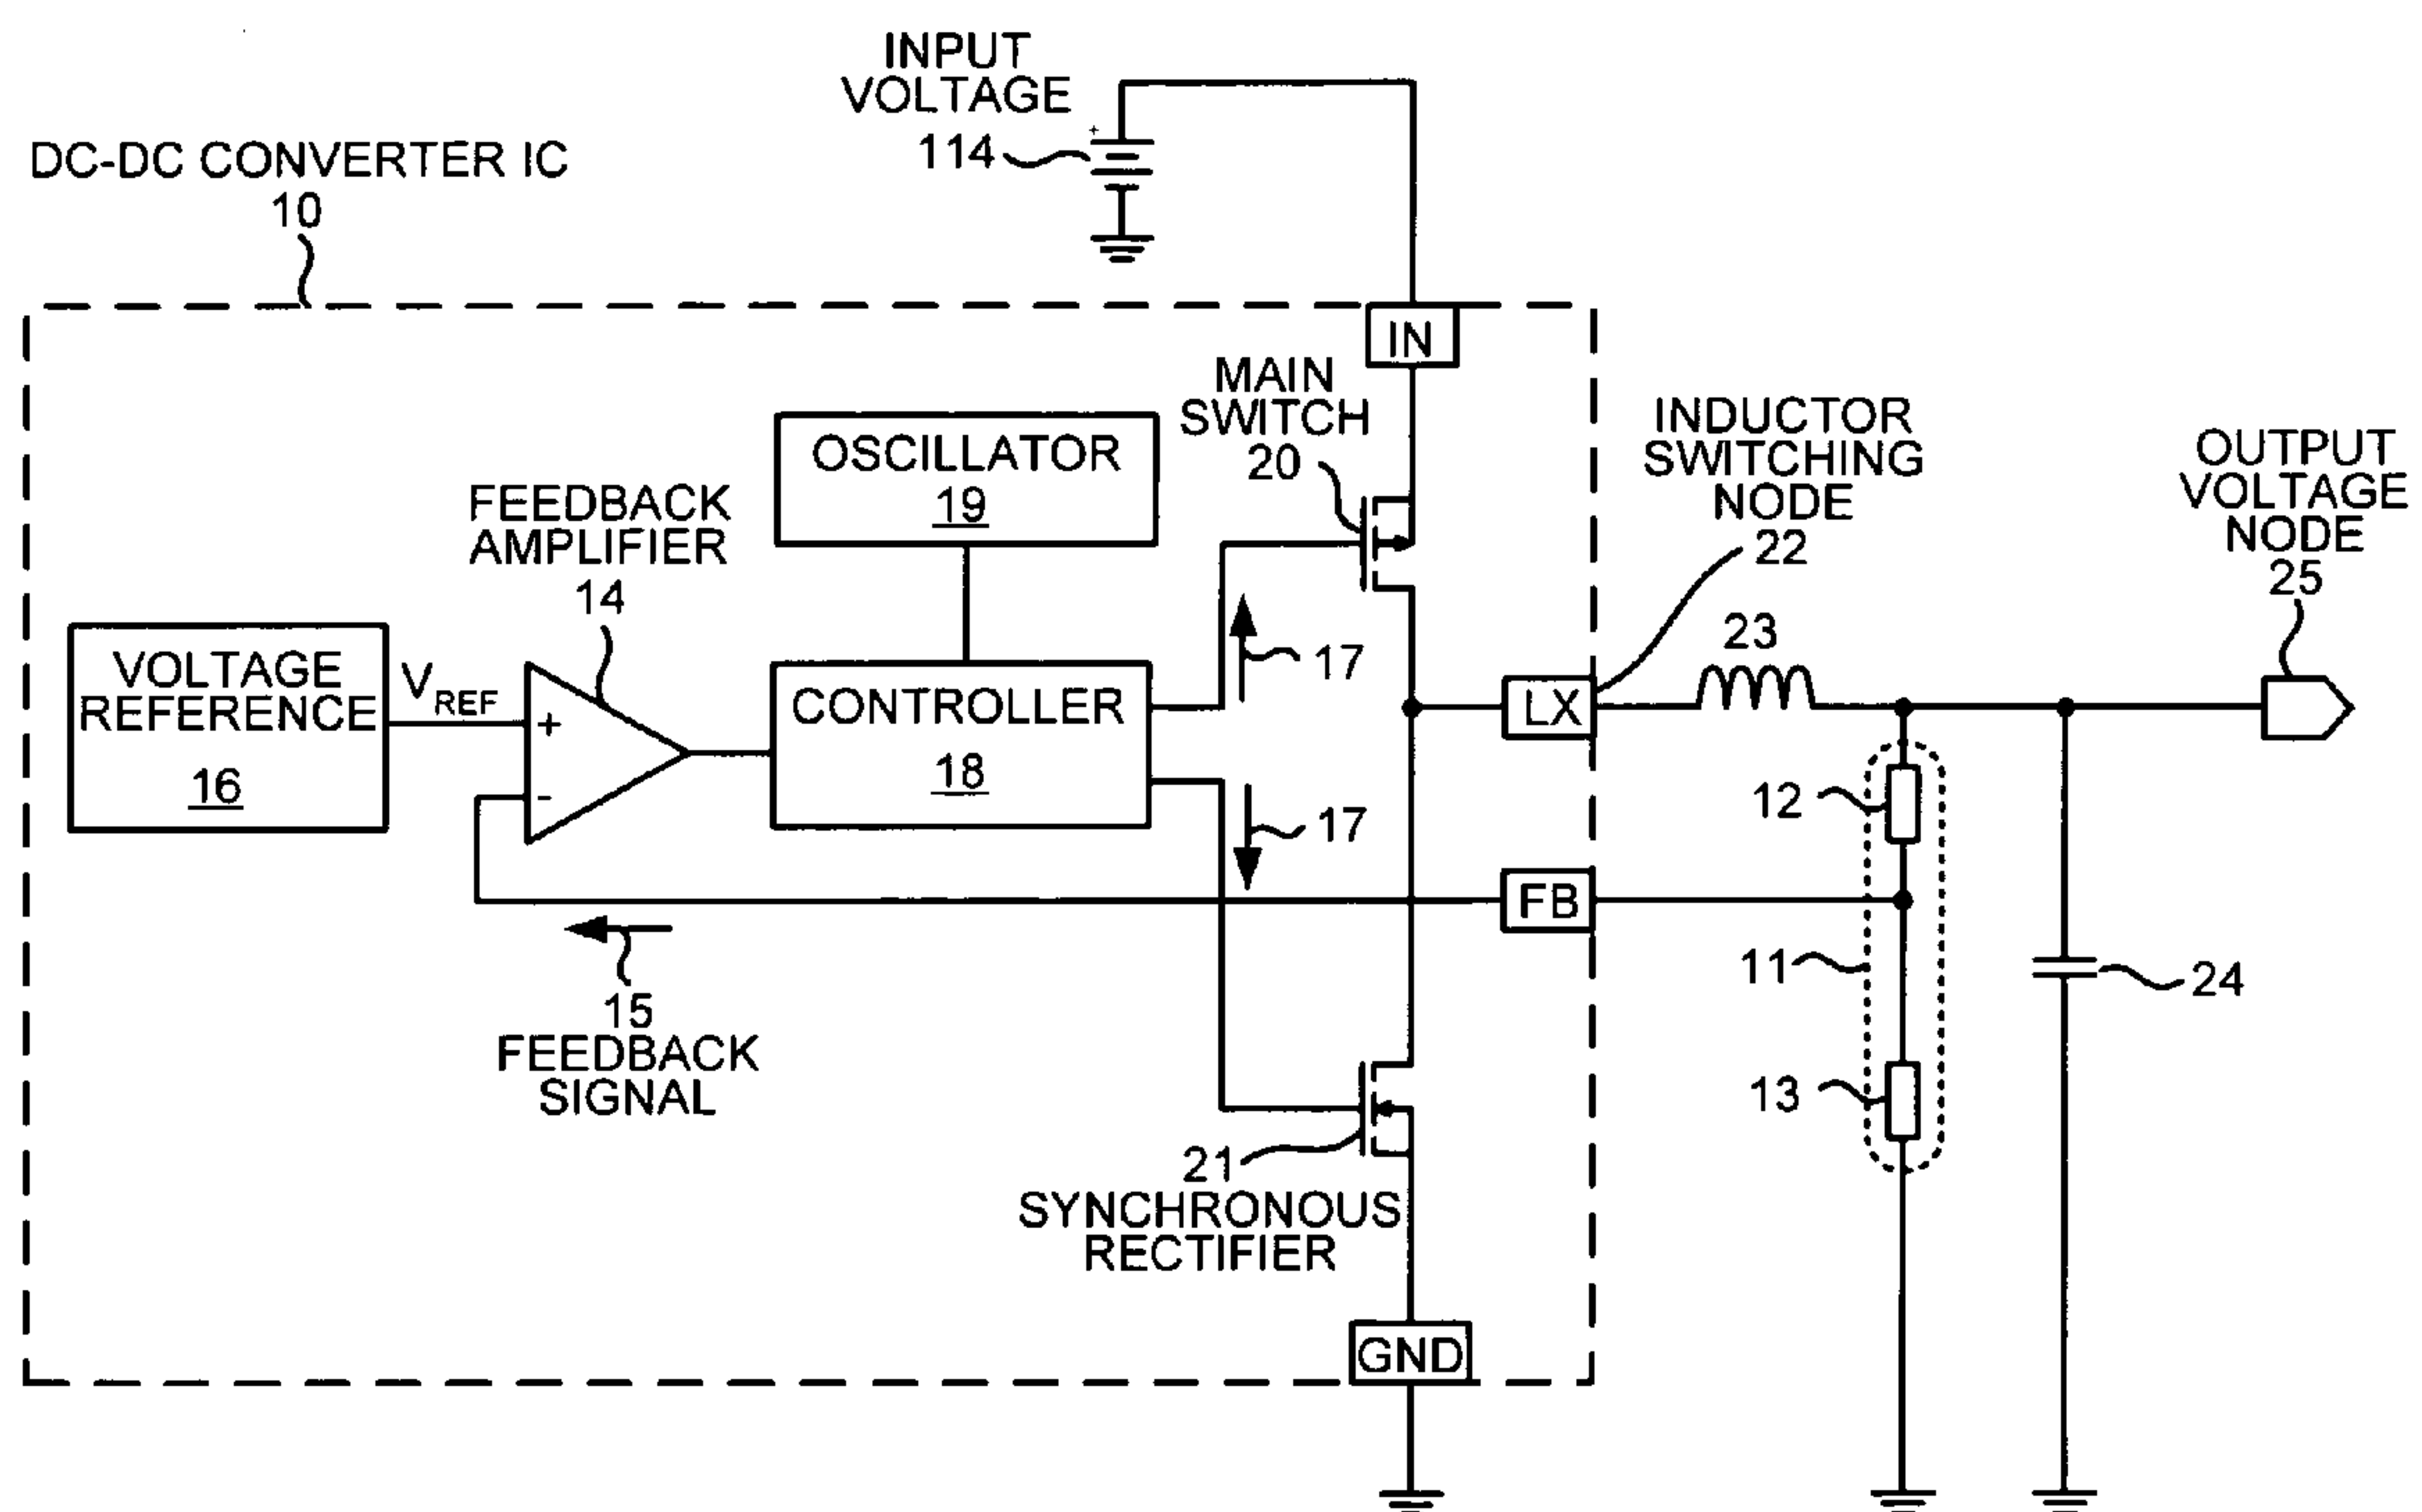 INPUT
VOLTAGE
114
DC-DC CONVERTER IC
10
IN
MAIN
SWITCH
20
OSCILLATOR
19
INDUCTOR
SWITCHING
NODE
22
OUTPUT
VOLTAGE
NODE
25
FEEDBACK
AMPLIFIER
14
VOLTAGE
REFERENCE
16
VREF
+
-
CONTROLLER
18
17
17
LX
23
12
FB
11
24
13
15
FEEDBACK
SIGNAL
21
SYNCHRONOUS
RECTIFIER
GND